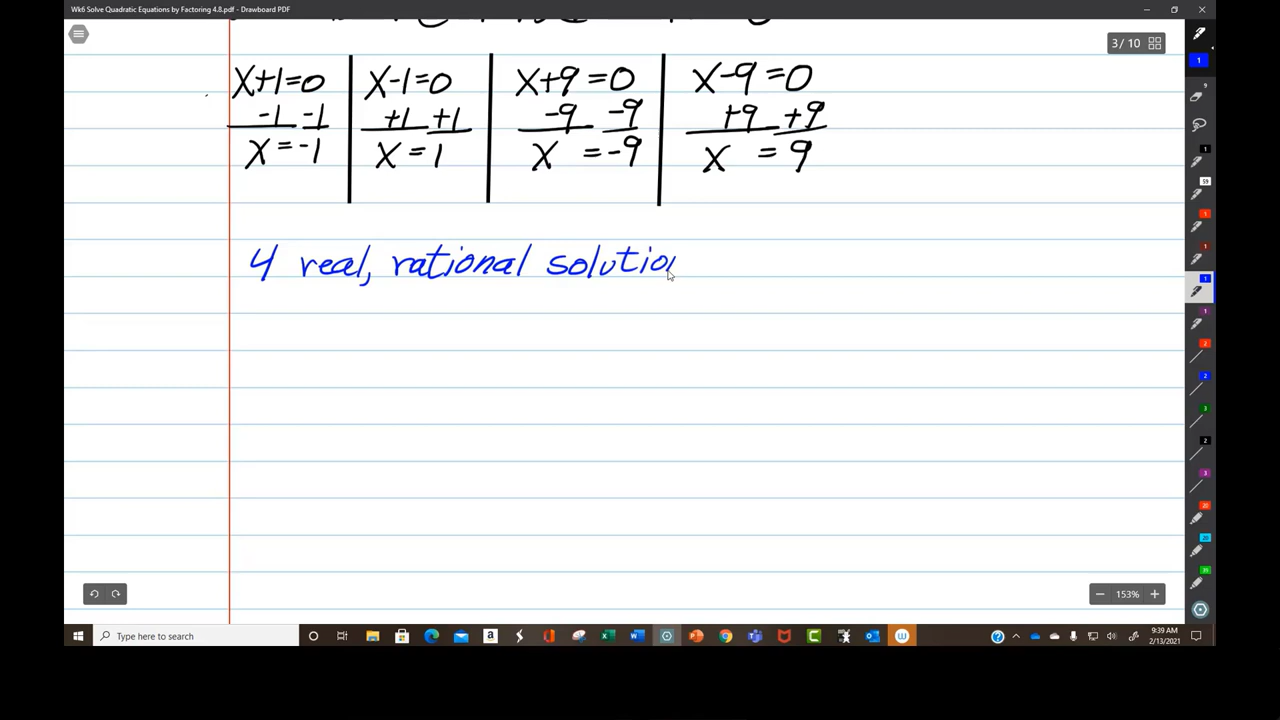 Wk6 Solve Quadratic Equations by Factoring 4.8.pdf - Drawboard PDF
3 / 10
x+1=0 x-1=0 x+9=0 x-9=0
-1 -1 +1 +1 -9 -9 +9 +9
x=-1 x=1 x=-9 x=9
4 real, rational solution
153%
Type here to search
9:39 AM
2/13/2021